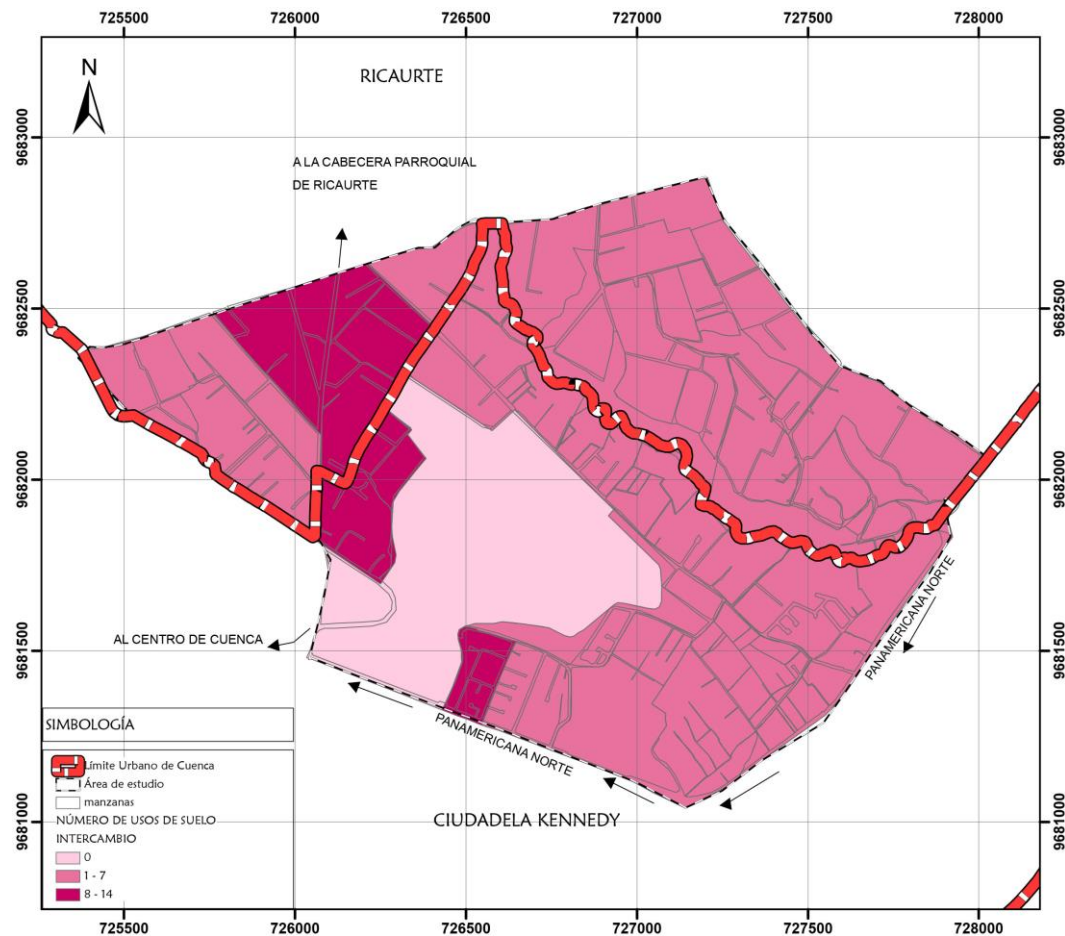 725500 726000 726500 727000 727500 728000
N
RICAURTE
9683000 9683000
A LA CABECERA PARROQUIAL
DE RICAURTE
9682500 9682500
9682000 9682000
AL CENTRO DE CUENCA
PANAMERICANA NORTE
9681500 9681500
PANAMERICANA NORTE
CIUDADELA KENNEDY
9681000 9681000
SIMBOLOGÍA
Límite Urbano de Cuenca
Área de estudio
manzanas
NÚMERO DE USOS DE SUELO
INTERCAMBIO
0
1 - 7
8 - 14
725500 726000 726500 727000 727500 728000